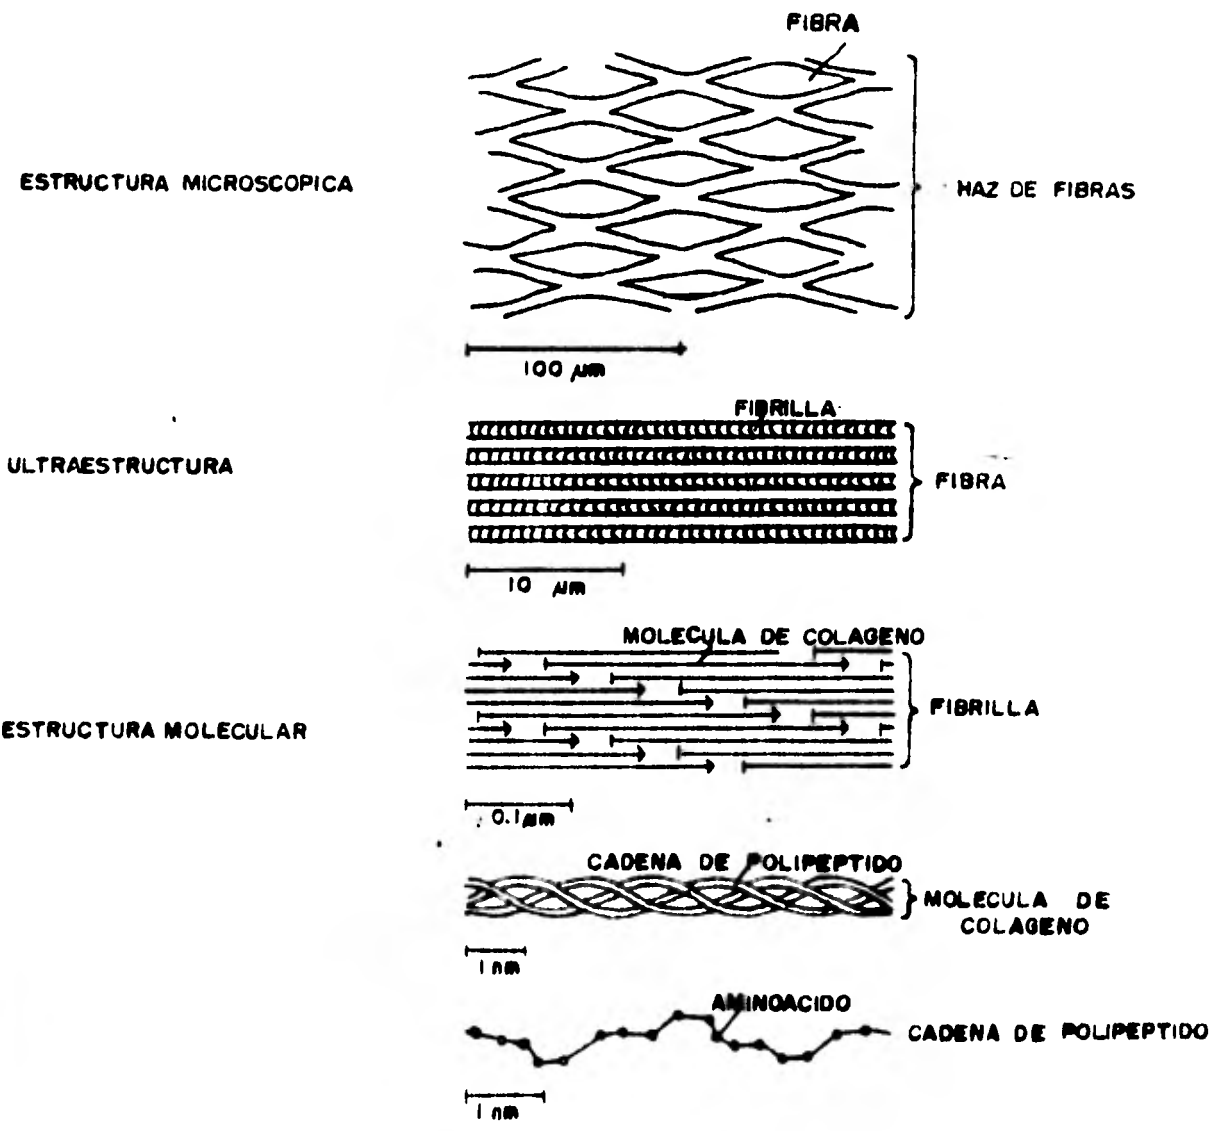 FIBRA
ESTRUCTURA MICROSCOPICA
HAZ DE FIBRAS
100 µm
FIBRILLA
ULTRAESTRUCTURA
FIBRA
10 µm
MOLECULA DE COLAGENO
FIBRILLA
ESTRUCTURA MOLECULAR
0.1 µm
CADENA DE POLIPEPTIDO
MOLECULA DE
COLAGENO
1 nm
AMINOACIDO
CADENA DE POLIPEPTIDO
1 nm